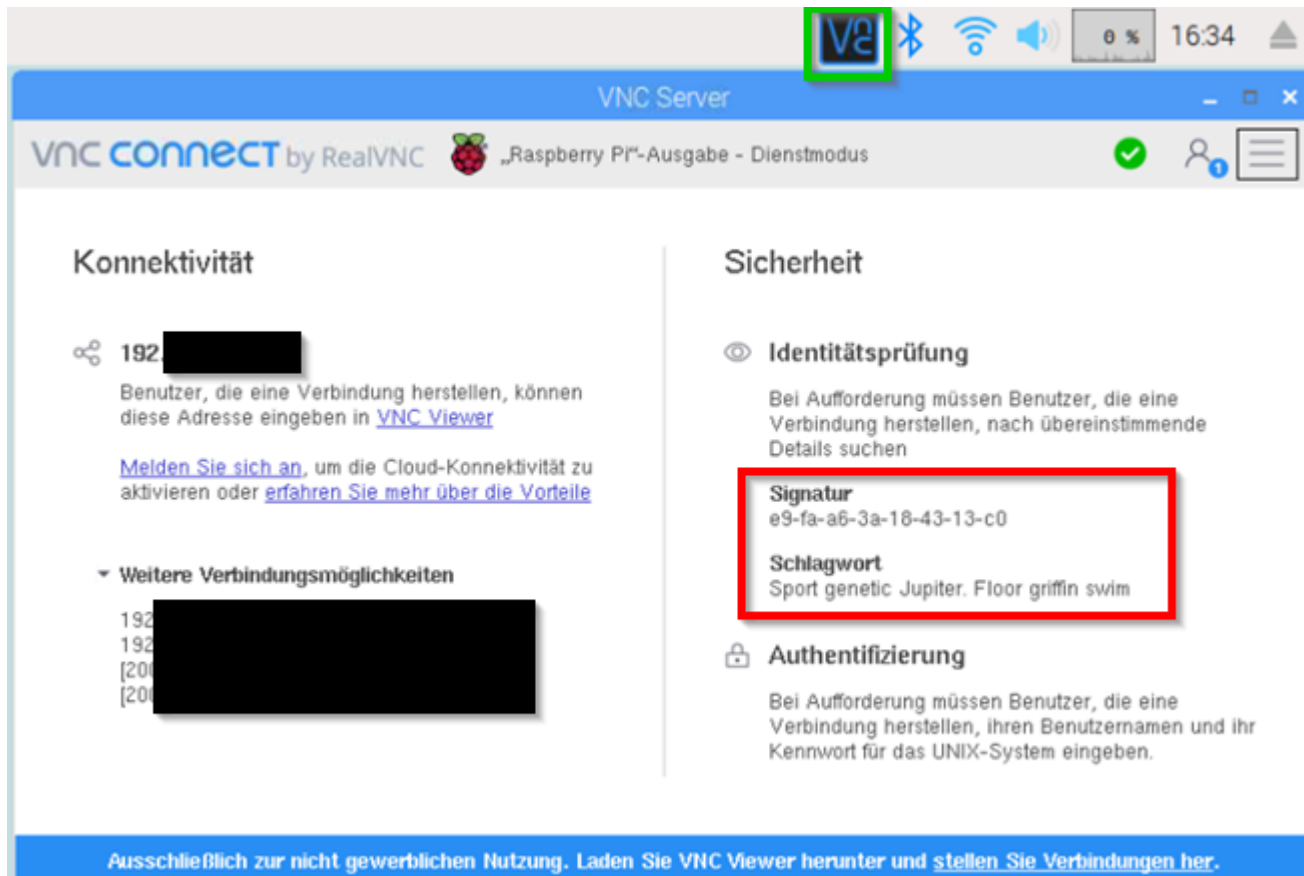 0 %
16:34
VNC Server
vnc connect by RealVNC
„Raspberry Pi“-Ausgabe - Dienstmodus
1
Konnektivität
192.
Benutzer, die eine Verbindung herstellen, können
diese Adresse eingeben in VNC Viewer
Melden Sie sich an, um die Cloud-Konnektivität zu
aktivieren oder erfahren Sie mehr über die Vorteile
Weitere Verbindungsmöglichkeiten
192
192
[200
[200
Sicherheit
Identitätsprüfung
Bei Aufforderung müssen Benutzer, die eine
Verbindung herstellen, nach übereinstimmende
Details suchen
Signatur
e9-fa-a6-3a-18-43-13-c0
Schlagwort
Sport genetic Jupiter. Floor griffin swim
Authentifizierung
Bei Aufforderung müssen Benutzer, die eine
Verbindung herstellen, ihren Benutzernamen und ihr
Kennwort für das UNIX-System eingeben.
Ausschließlich zur nicht gewerblichen Nutzung. Laden Sie VNC Viewer herunter und stellen Sie Verbindungen her.